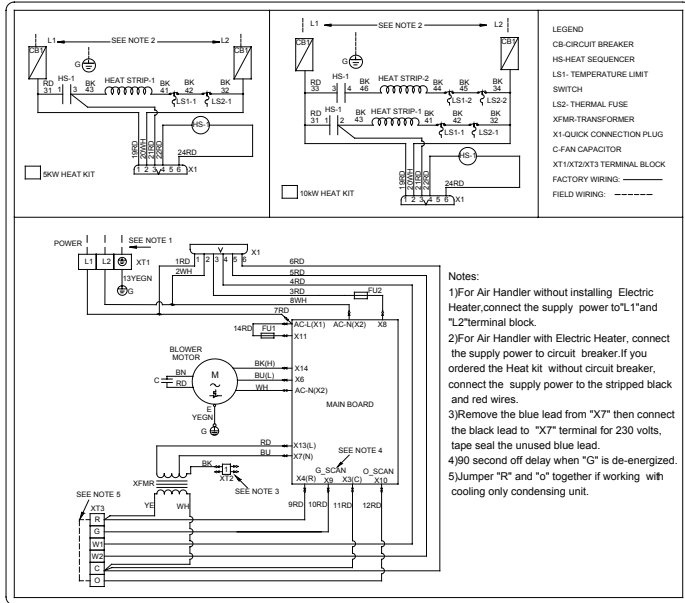 L1 SEE NOTE 2 L2
CB1 CB1
G
HS-1
RD BK HEAT STRIP-1 BK BK BK
31 1 3 43 41 42 32
LS1-1 LS2-1
HS-1
19RD
20WH
21RD
22RD
24RD
1 2 3 4 5 6 X1
5KW HEAT KIT
L1 SEE NOTE 2 L2
CB1 CB1
G
HS-1
RD BK HEAT STRIP-2 BK BK BK
33 3 4 46 44 45 34
LS1-2 LS2-2
HS-1
RD BK HEAT STRIP-1 BK BK BK
31 1 3 43 41 42 32
LS1-1 LS2-1
HS-1
19RD
20WH
21RD
22RD
24RD
1 2 3 4 5 6 X1
10kW HEAT KIT
LEGEND
CB-CIRCUIT BREAKER
HS-HEAT SEQUENCER
LS1- TEMPERATURE LIMIT
SWITCH
LS2- THERMAL FUSE
XFMR-TRANSFORMER
X1-QUICK CONNECTION PLUG
C-FAN CAPACITOR
XT1/XT2/XT3 TERMINAL BLOCK
FACTORY WIRING:
FIELD WIRING:
POWER SEE NOTE 1
L1 L2 XT1
13YEGN
G
X1
1 2 3 4 5 6
1RD
2WH
6RD
5RD
4RD
3RD
FU2
8WH
7RD
14RD FU1
AC-L(X1) AC-N(X2) X8
X11
BLOWER
MOTOR
C BN
RD
M
BK(H) X14
BU(L) X6
WH AC-N(X2)
MAIN BOARD
E
YEGN
G
RD X13(L)
BU X7(N)
BK 1
XT2
SEE NOTE 3
SEE NOTE 4
G_SCAN O_SCAN
X4(R) X9 X3(C) X10
9RD 10RD 11RD 12RD
XFMR
YE WH
SEE NOTE 5
XT3
R
G
W1
W2
C
O
Notes:
1)For Air Handler without installing Electric
Heater,connect the supply power to"L1"and
"L2"terminal block.
2)For Air Handler with Electric Heater, connect
the supply power to circuit breaker.If you
ordered the Heat kit without circuit breaker,
connect the supply power to the stripped black
and red wires.
3)Remove the blue lead from "X7" then connect
the black lead to "X7" terminal for 230 volts,
tape seal the unused blue lead.
4)90 second off delay when "G" is de-energized.
5)Jumper "R" and "o" together if working with
cooling only condensing unit.